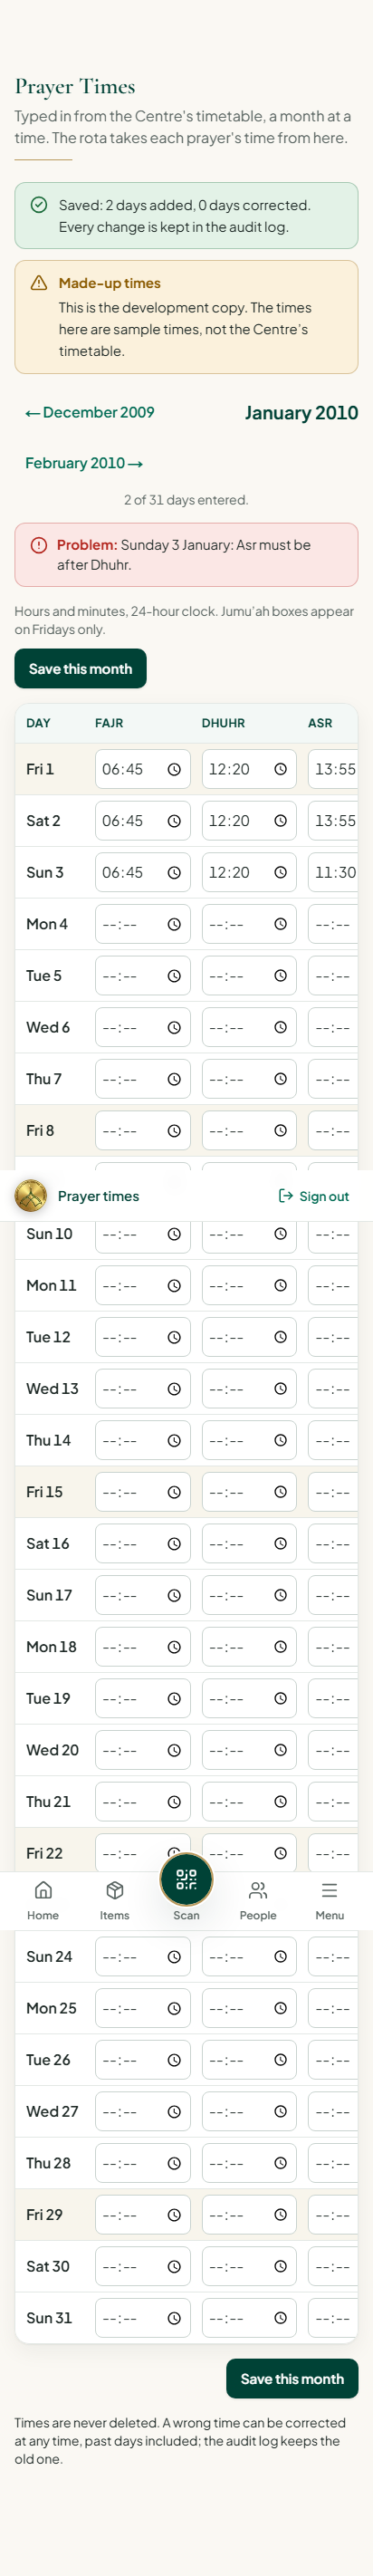 Prayer Times
Typed in from the Centre's timetable, a month at a
time. The rota takes each prayer's time from here.
Saved: 2 days added, 0 days corrected.
Every change is kept in the audit log.
Made-up times
This is the development copy. The times
here are sample times, not the Centre's
timetable.
← December 2009 January 2010
February 2010 →
2 of 31 days entered.
Problem: Sunday 3 January: Asr must be
after Dhuhr.
Hours and minutes, 24-hour clock. Jumu'ah boxes appear
on Fridays only.
Save this month
DAY FAJR DHUHR ASR
Fri 1 06:45 12:20 13:55
Sat 2 06:45 12:20 13:55
Sun 3 06:45 12:20 11:30
Mon 4 --:-- --:-- --:--
Tue 5 --:-- --:-- --:--
Wed 6 --:-- --:-- --:--
Thu 7 --:-- --:-- --:--
Fri 8 --:-- --:-- --:--
Prayer times Sign out
Sun 10 --:-- --:-- --:--
Mon 11 --:-- --:-- --:--
Tue 12 --:-- --:-- --:--
Wed 13 --:-- --:-- --:--
Thu 14 --:-- --:-- --:--
Fri 15 --:-- --:-- --:--
Sat 16 --:-- --:-- --:--
Sun 17 --:-- --:-- --:--
Mon 18 --:-- --:-- --:--
Tue 19 --:-- --:-- --:--
Wed 20 --:-- --:-- --:--
Thu 21 --:-- --:-- --:--
Fri 22 --:-- --:-- --:--
Home Items Scan People Menu
Sun 24 --:-- --:-- --:--
Mon 25 --:-- --:-- --:--
Tue 26 --:-- --:-- --:--
Wed 27 --:-- --:-- --:--
Thu 28 --:-- --:-- --:--
Fri 29 --:-- --:-- --:--
Sat 30 --:-- --:-- --:--
Sun 31 --:-- --:-- --:--
Save this month
Times are never deleted. A wrong time can be corrected
at any time, past days included; the audit log keeps the
old one.